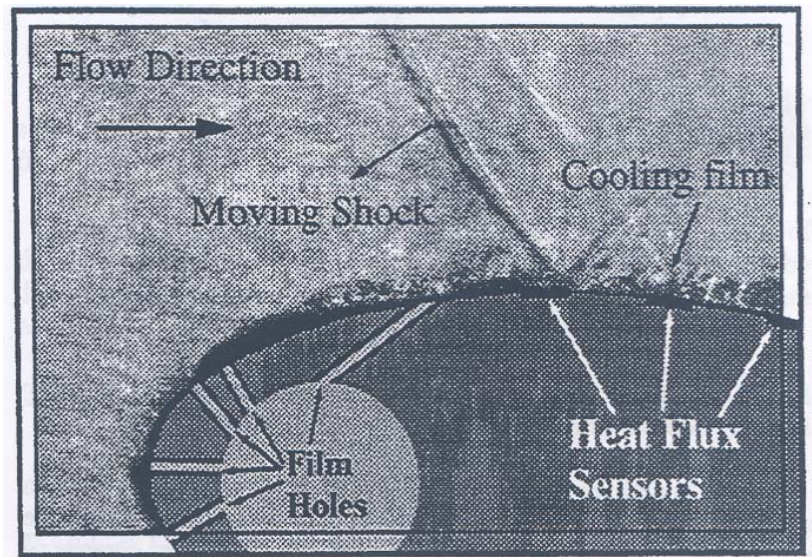 Flow Direction
Moving Shock
Cooling film
Film
Holes
Heat Flux
Sensors